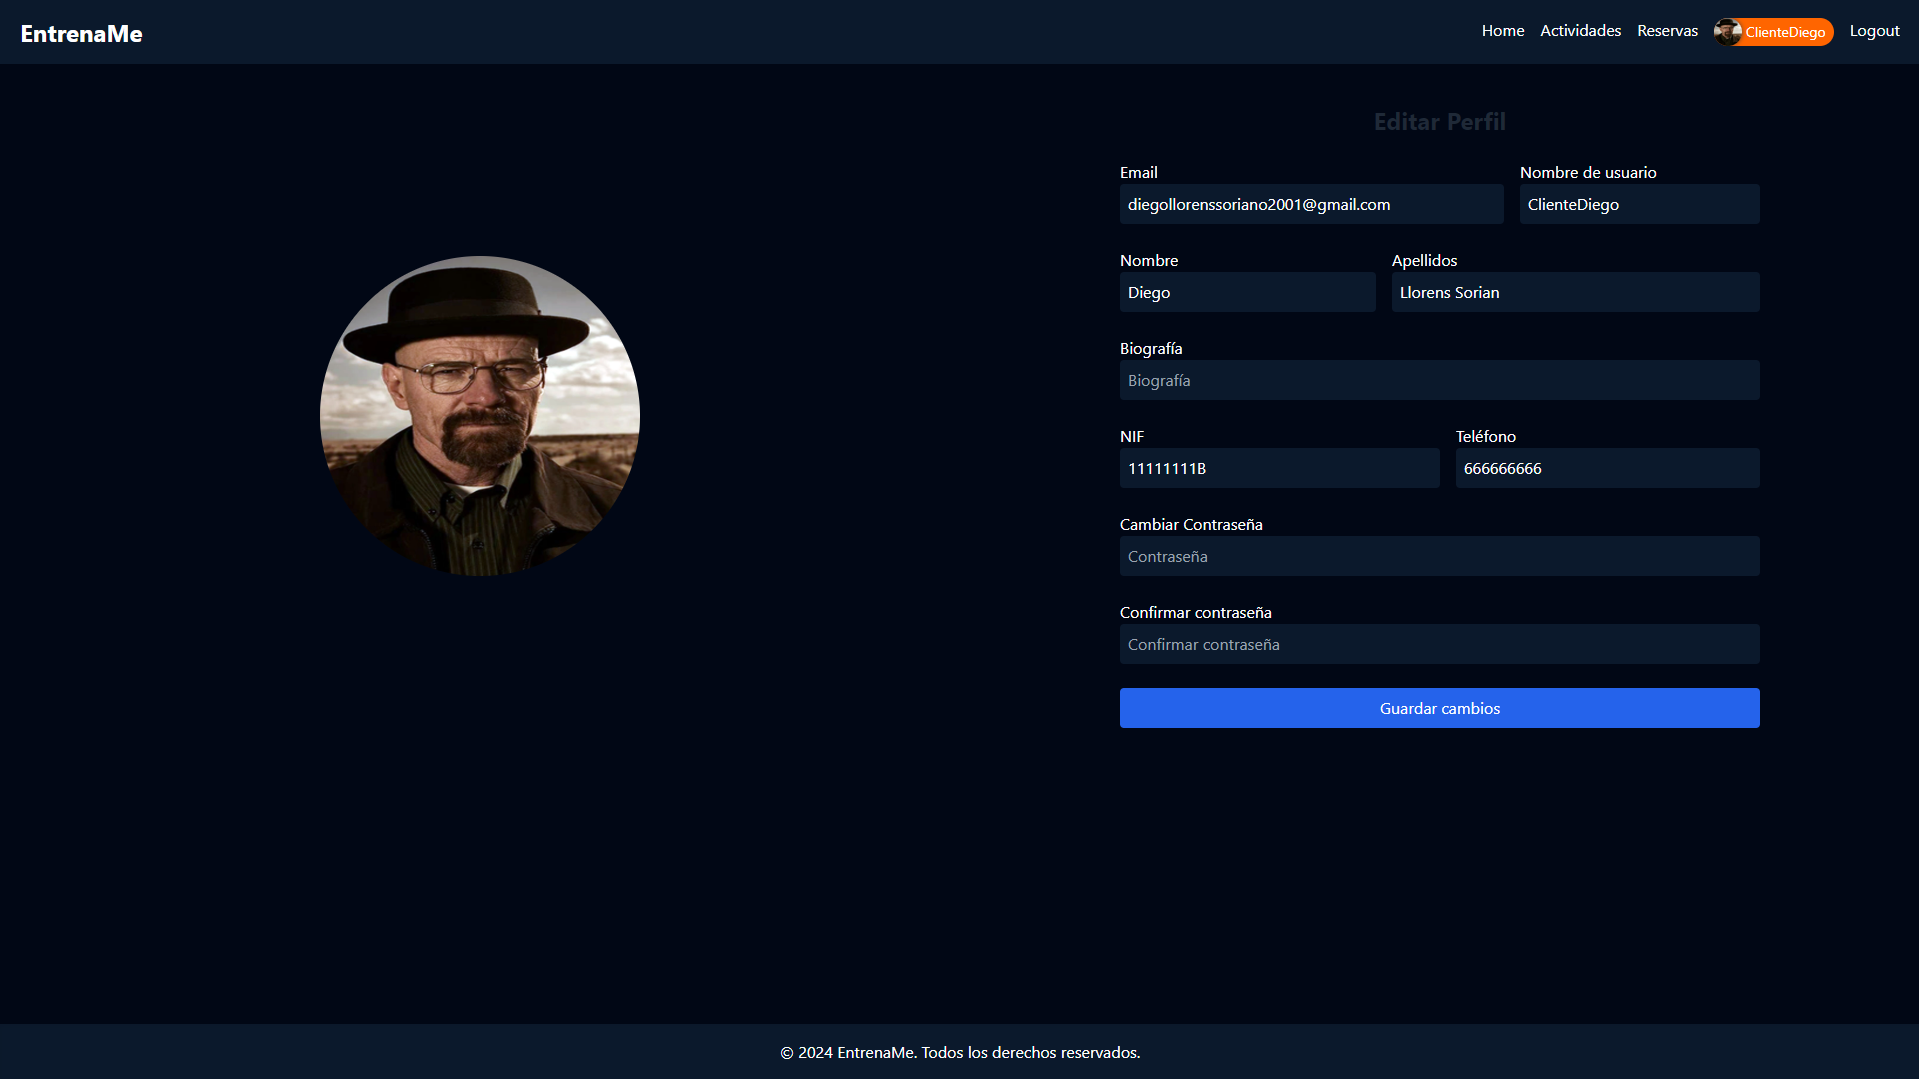 EntrenaMe
Home Actividades Reservas ClienteDiego Logout
Editar Perfil
Email Nombre de usuario
diegollorenssoriano2001@gmail.com ClienteDiego
Nombre Apellidos
Diego Llorens Sorian
Biografía
Biografía
NIF Teléfono
11111111B 666666666
Cambiar Contraseña
Contraseña
Confirmar contraseña
Confirmar contraseña
Guardar cambios
© 2024 EntrenaMe. Todos los derechos reservados.